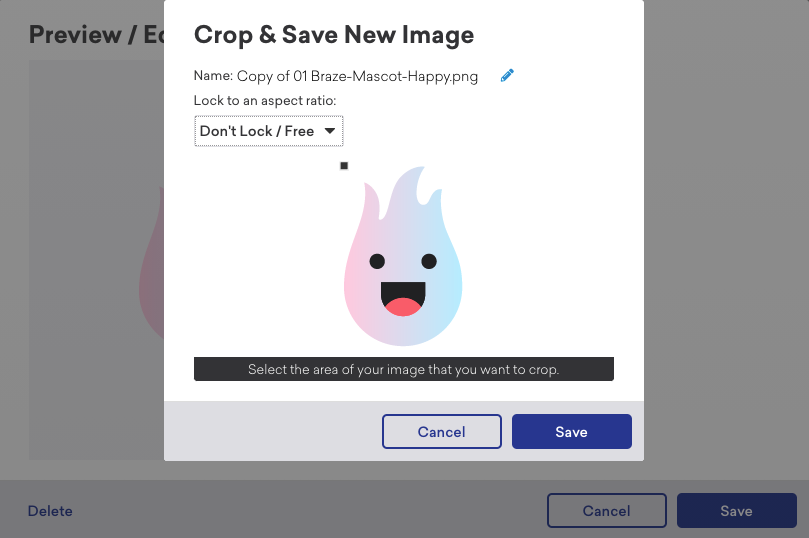 Preview / Ec
Crop & Save New Image
Name: Copy of 01 Braze-Mascot-Happy.png
Lock to an aspect ratio:
Don't Lock / Free
Select the area of your image that you want to crop.
Cancel
Save
Delete
Cancel
Save